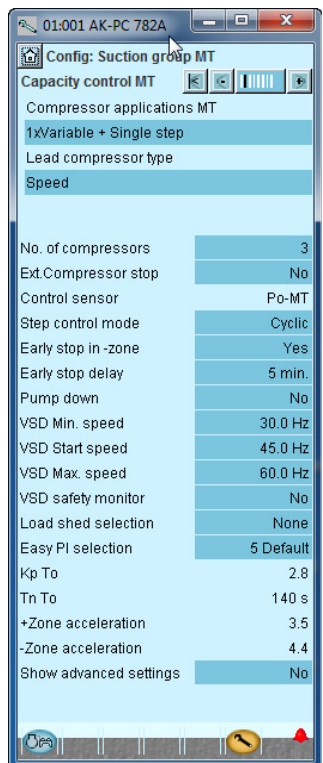 01:001 AK-PC 782A
Config: Suction group MT
Capacity control MT
Compressor applications MT
1xVariable + Single step
Lead compressor type
Speed
No. of compressors 3
Ext.Compressor stop No
Control sensor Po-MT
Step control mode Cyclic
Early stop in -zone Yes
Early stop delay 5 min.
Pump down No
VSD Min. speed 30.0 Hz
VSD Start speed 45.0 Hz
VSD Max. speed 60.0 Hz
VSD safety monitor No
Load shed selection None
Easy PI selection 5 Default
Kp To 2.8
Tn To 140 s
+Zone acceleration 3.5
-Zone acceleration 4.4
Show advanced settings No